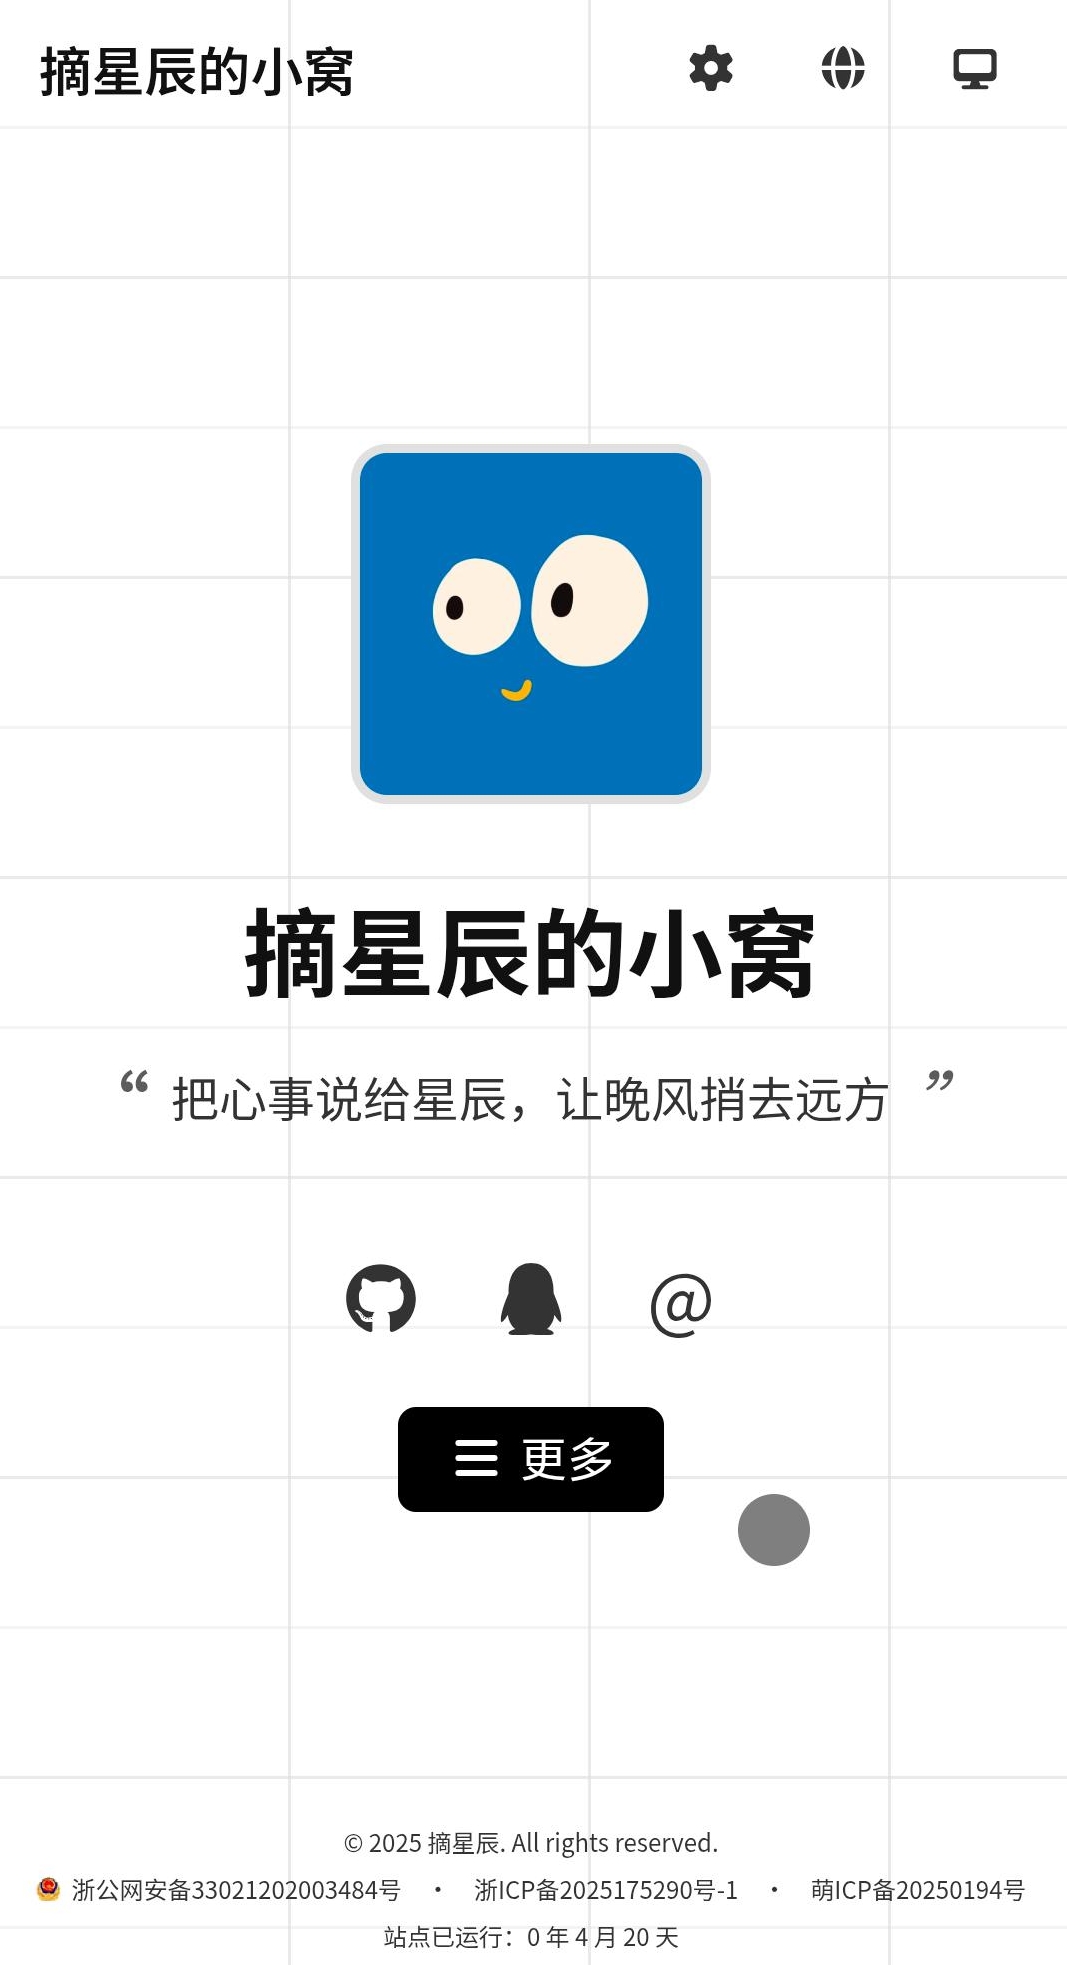 摘星辰的小窝
摘星辰的小窝
“ 把心事说给星辰，让晚风捎去远方 ”
@
更多
© 2025 摘星辰. All rights reserved.
浙公网安备33021202003484号 · 浙ICP备2025175290号-1 · 萌ICP备20250194号
站点已运行：0 年 4 月 20 天